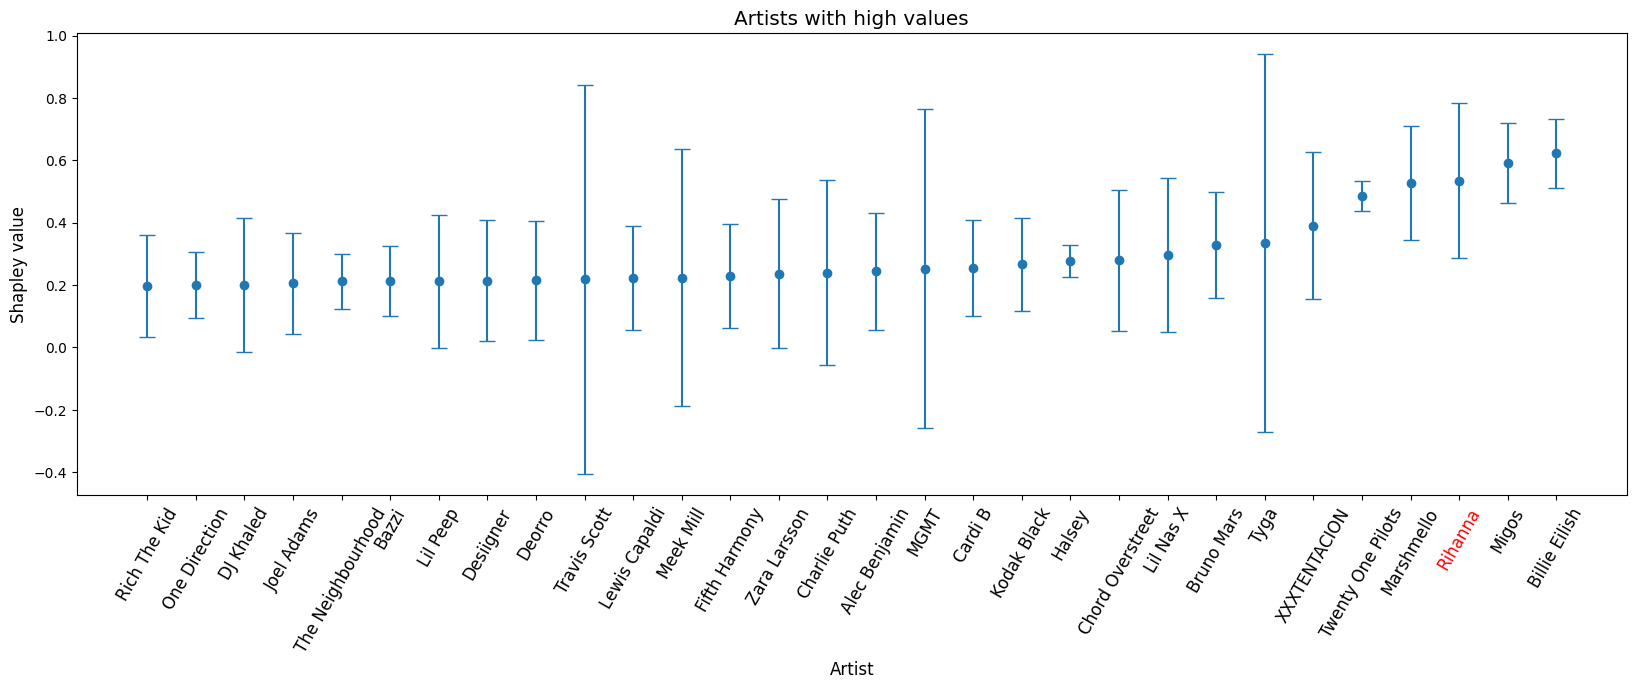 Artists with high values
1.0
0.8
0.6
0.4
0.2
0.0
−0.2
−0.4
Shapley value
Rich The Kid
One Direction
DJ Khaled
Joel Adams
The Neighbourhood
Bazzi
Lil Peep
Desiigner
Deorro
Travis Scott
Lewis Capaldi
Meek Mill
Fifth Harmony
Zara Larsson
Charlie Puth
Alec Benjamin
MGMT
Cardi B
Kodak Black
Halsey
Chord Overstreet
Lil Nas X
Bruno Mars
Tyga
XXXTENTACION
Twenty One Pilots
Marshmello
Rihanna
Migos
Billie Eilish
Artist